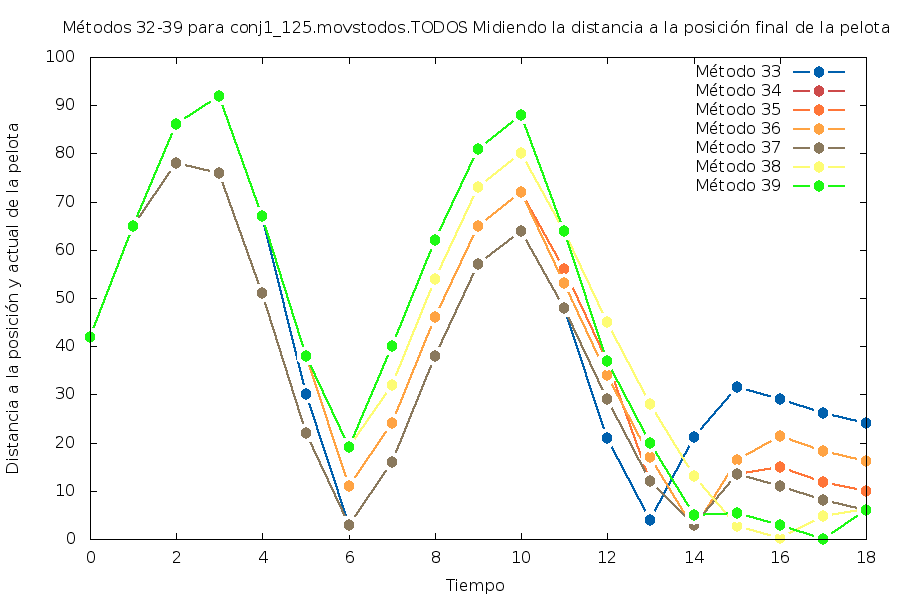 Métodos 32-39 para conj1_125.movstodos.TODOS Midiendo la distancia a la posición final de la pelota
100
90
80
70
60
50
40
30
20
10
0
Distancia a la posición y actual de la pelota
Método 33
Método 34
Método 35
Método 36
Método 37
Método 38
Método 39
0 2 4 6 8 10 12 14 16 18
Tiempo